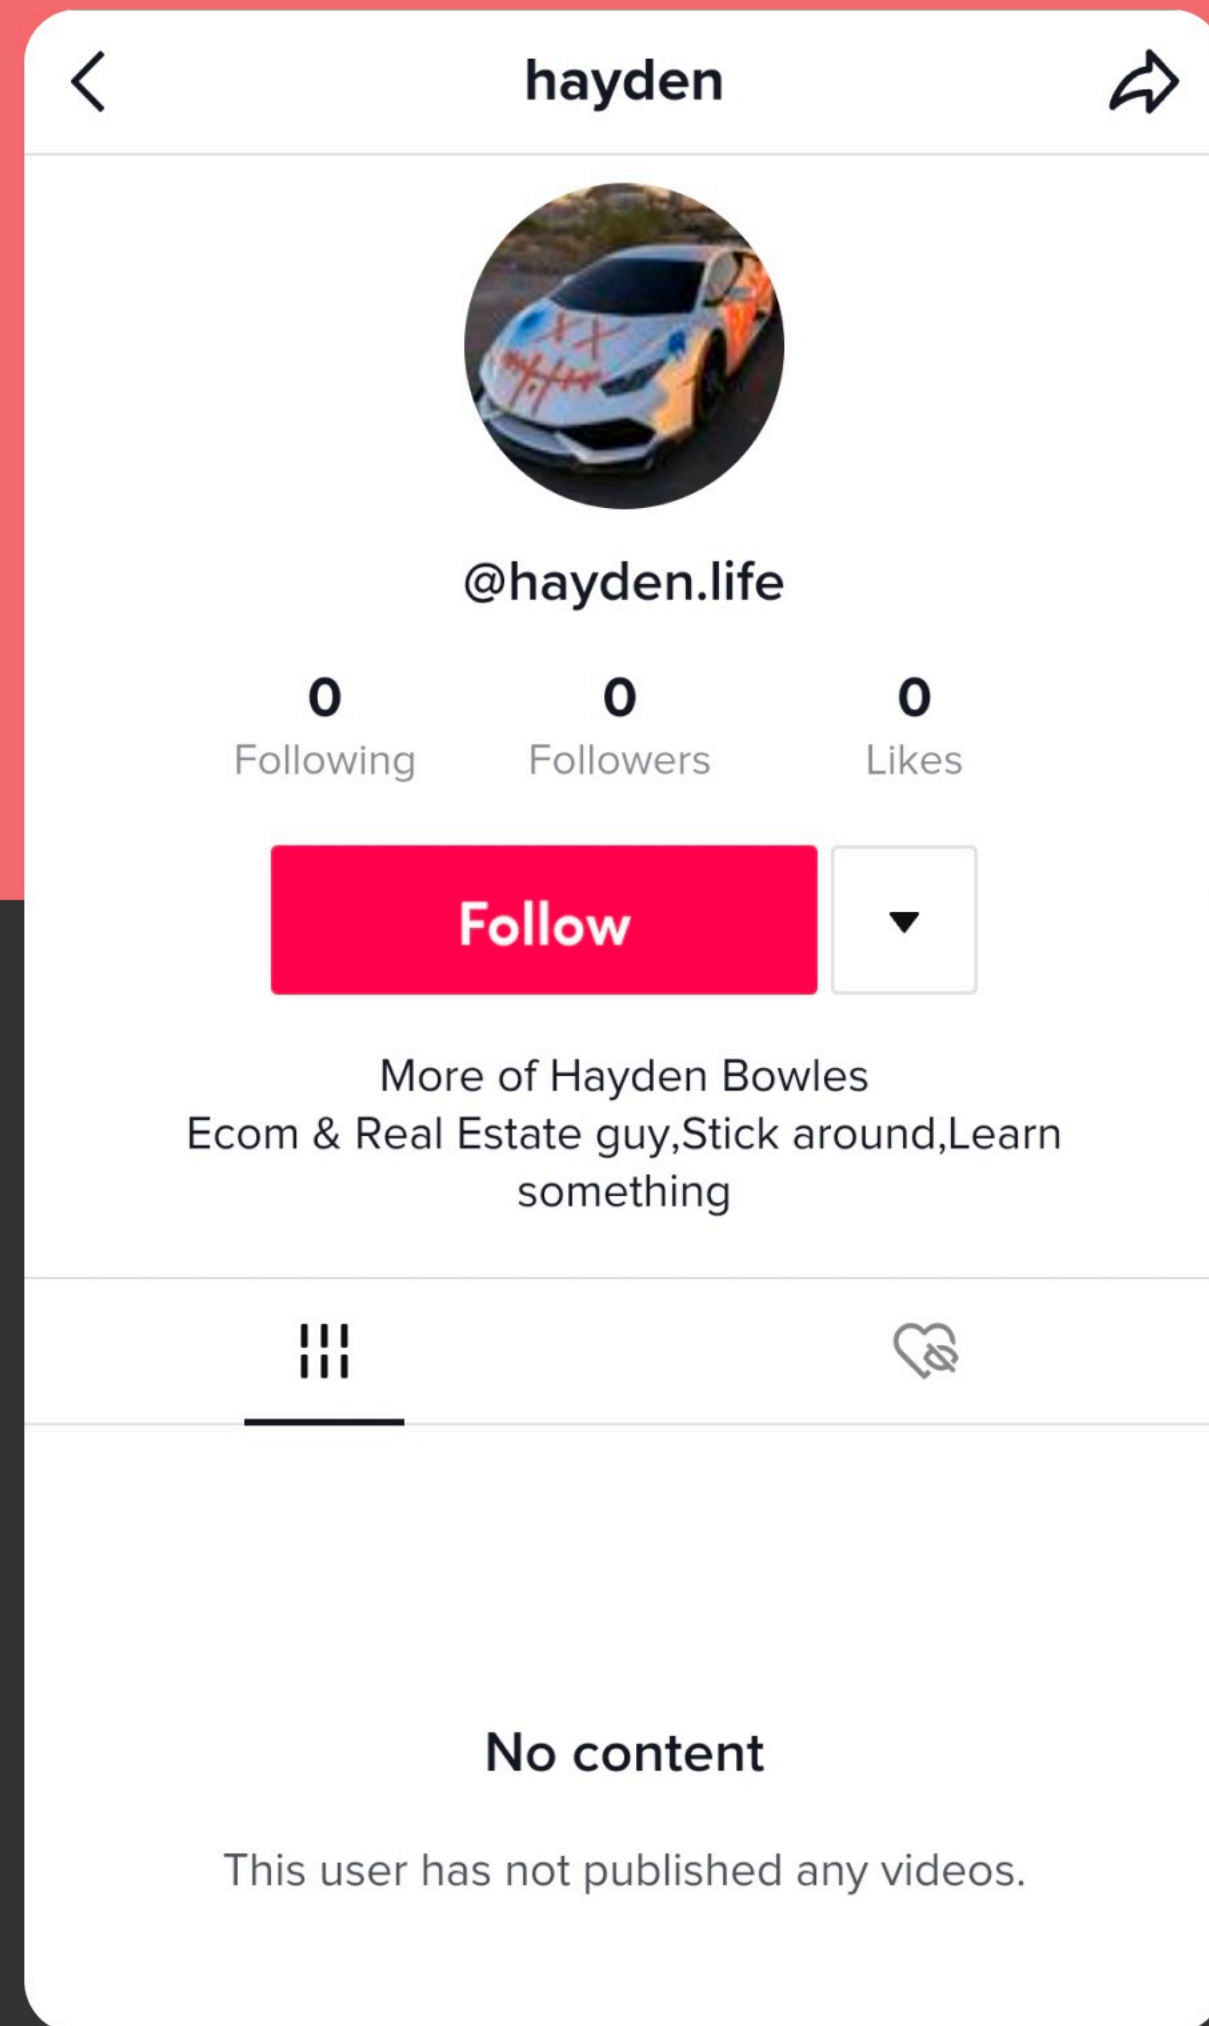 hayden
@hayden.life
0 0 0
Following Followers Likes
Follow
More of Hayden Bowles
Ecom & Real Estate guy,Stick around,Learn
something
No content
This user has not published any videos.